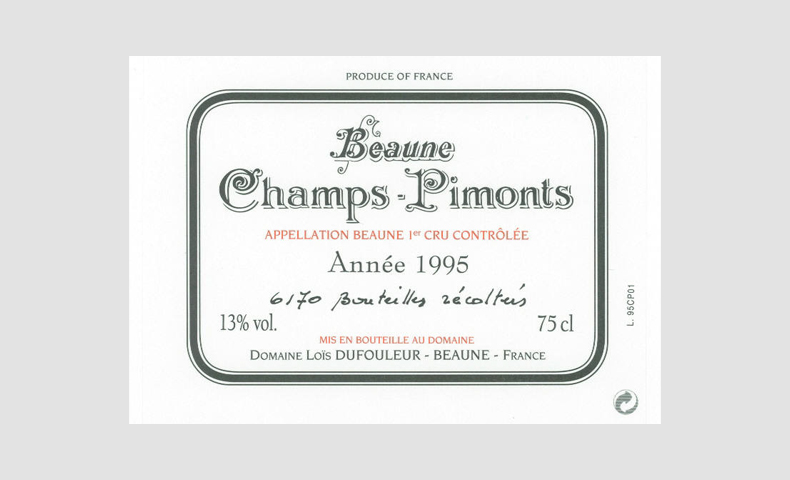 PRODUCE OF FRANCE
Beaune
Champs-Pimonts
APPELLATION BEAUNE 1er CRU CONTRÔLÉE
Année 1995
6170 Bouteilles récoltés
13% vol.
75 cl
MIS EN BOUTEILLE AU DOMAINE
DOMAINE LOÏS DUFOULEUR - BEAUNE - FRANCE
L. 95CP01